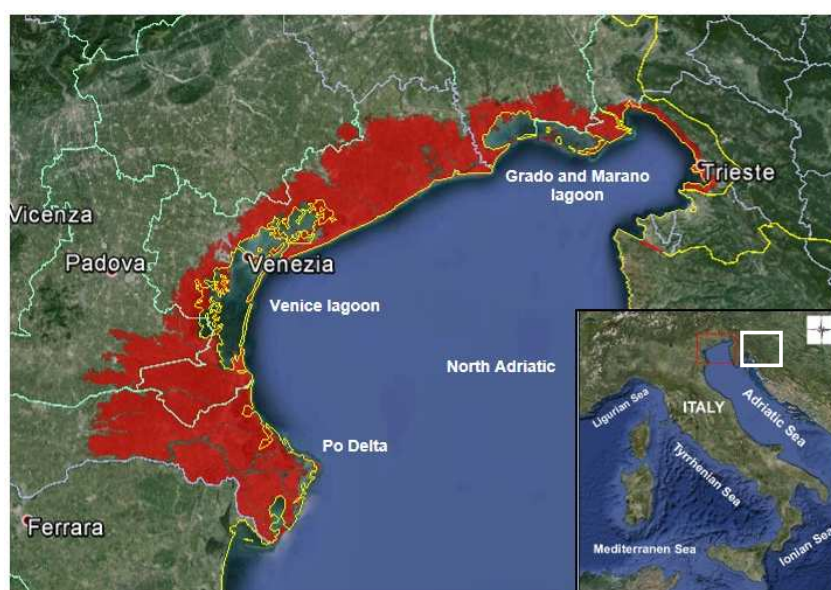 Grado and Marano
lagoon
Trieste
Vicenza
Padova
Venezia
Venice lagoon
North Adriatic
Po Delta
Ferrara
ITALY
Ligurian Sea
Adriatic Sea
Tyrrhenian Sea
Mediterranen Sea
Ionian Sea